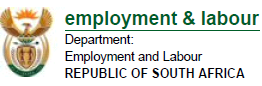 employment & labour
Department:
Employment and Labour
REPUBLIC OF SOUTH AFRICA